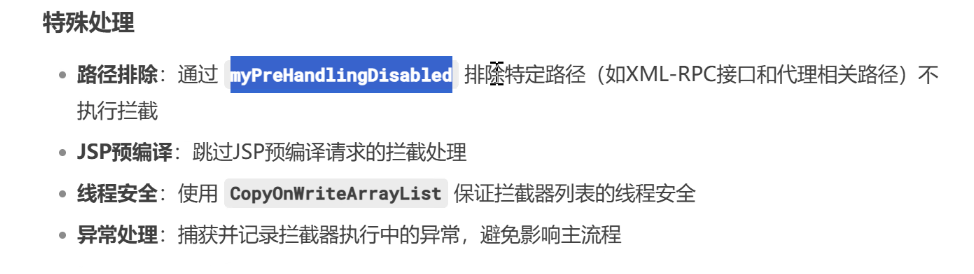 特殊处理
路径排除：通过 myPreHandlingDisabled 排除特定路径（如XML-RPC接口和代理相关路径）不
执行拦截
JSP预编译：跳过JSP预编译请求的拦截处理
线程安全：使用 CopyOnWriteArrayList 保证拦截器列表的线程安全
异常处理：捕获并记录拦截器执行中的异常，避免影响主流程